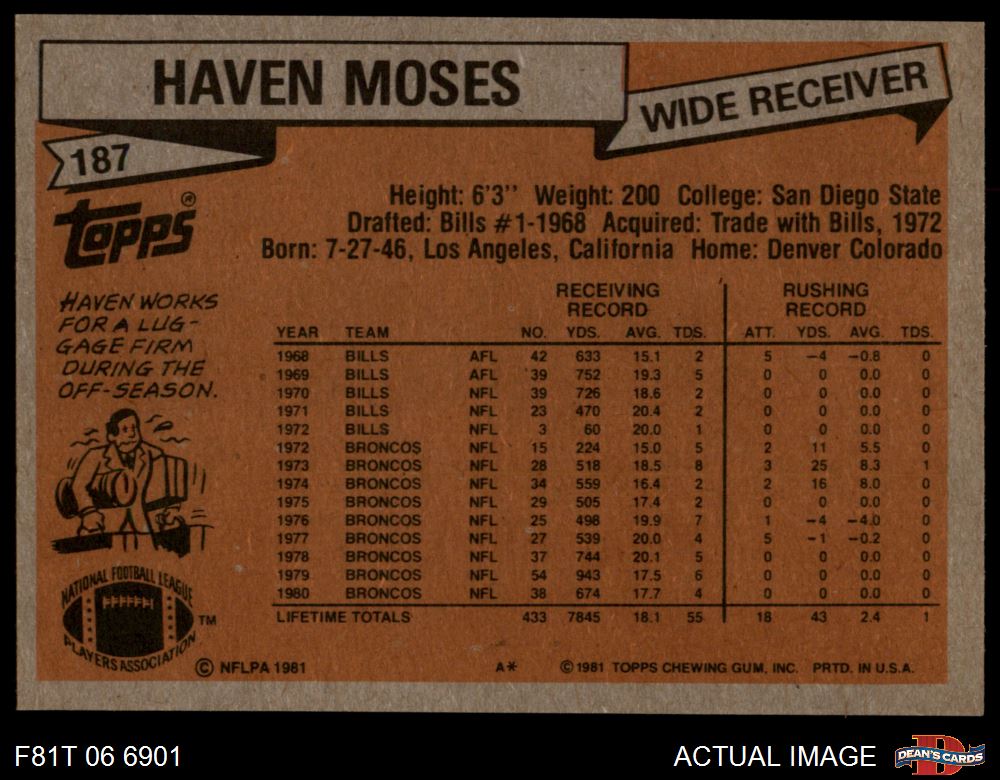 HAVEN MOSES
WIDE RECEIVER
187
topps®
Height: 6'3'' Weight: 200 College: San Diego State
Drafted: Bills #1-1968 Acquired: Trade with Bills, 1972
Born: 7-27-46, Los Angeles, California Home: Denver Colorado
HAVEN WORKS
FOR A LUG-
GAGE FIRM
DURING THE
OFF-SEASON.
RECEIVING RECORD RUSHING RECORD
YEAR TEAM NO. YDS. AVG. TDS. ATT. YDS. AVG. TDS.
1968 BILLS AFL 42 633 15.1 2 5 –4 –0.8 0
1969 BILLS AFL 39 752 19.3 5 0 0 0.0 0
1970 BILLS NFL 39 726 18.6 2 0 0 0.0 0
1971 BILLS NFL 23 470 20.4 2 0 0 0.0 0
1972 BILLS NFL 3 60 20.0 1 0 0 0.0 0
1972 BRONCOS NFL 15 224 15.0 5 2 11 5.5 0
1973 BRONCOS NFL 28 518 18.5 8 3 25 8.3 1
1974 BRONCOS NFL 34 559 16.4 2 2 16 8.0 0
1975 BRONCOS NFL 29 505 17.4 2 0 0 0.0 0
1976 BRONCOS NFL 25 498 19.9 7 1 –4 –4.0 0
1977 BRONCOS NFL 27 539 20.0 4 5 –1 –0.2 0
1978 BRONCOS NFL 37 744 20.1 5 0 0 0.0 0
1979 BRONCOS NFL 54 943 17.5 6 0 0 0.0 0
1980 BRONCOS NFL 38 674 17.7 4 0 0 0.0 0
LIFETIME TOTALS 433 7845 18.1 55 18 43 2.4 1
NATIONAL FOOTBALL LEAGUE
PLAYERS ASSOCIATION
TM
© NFLPA 1981 A* © 1981 TOPPS CHEWING GUM, INC. PRTD. IN U.S.A.
F81T 06 6901 ACTUAL IMAGE D DEAN'S CARDS